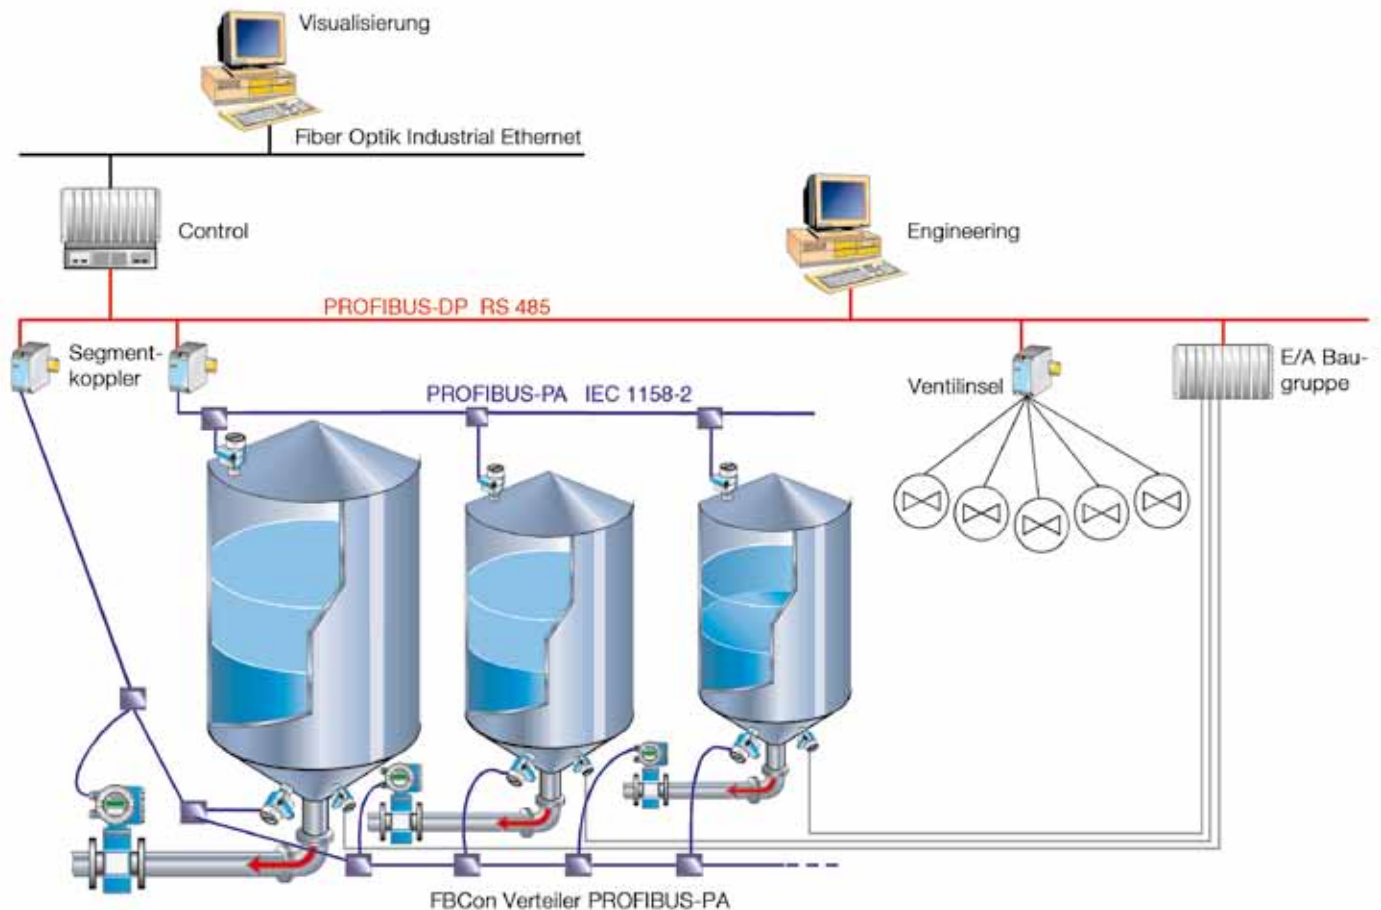 Visualisierung
Fiber Optik Industrial Ethernet
Control
Engineering
PROFIBUS-DP RS 485
Segment-
koppler
PROFIBUS-PA IEC 1158-2
Ventilinsel
E/A Bau-
gruppe
FBCon Verteiler PROFIBUS-PA